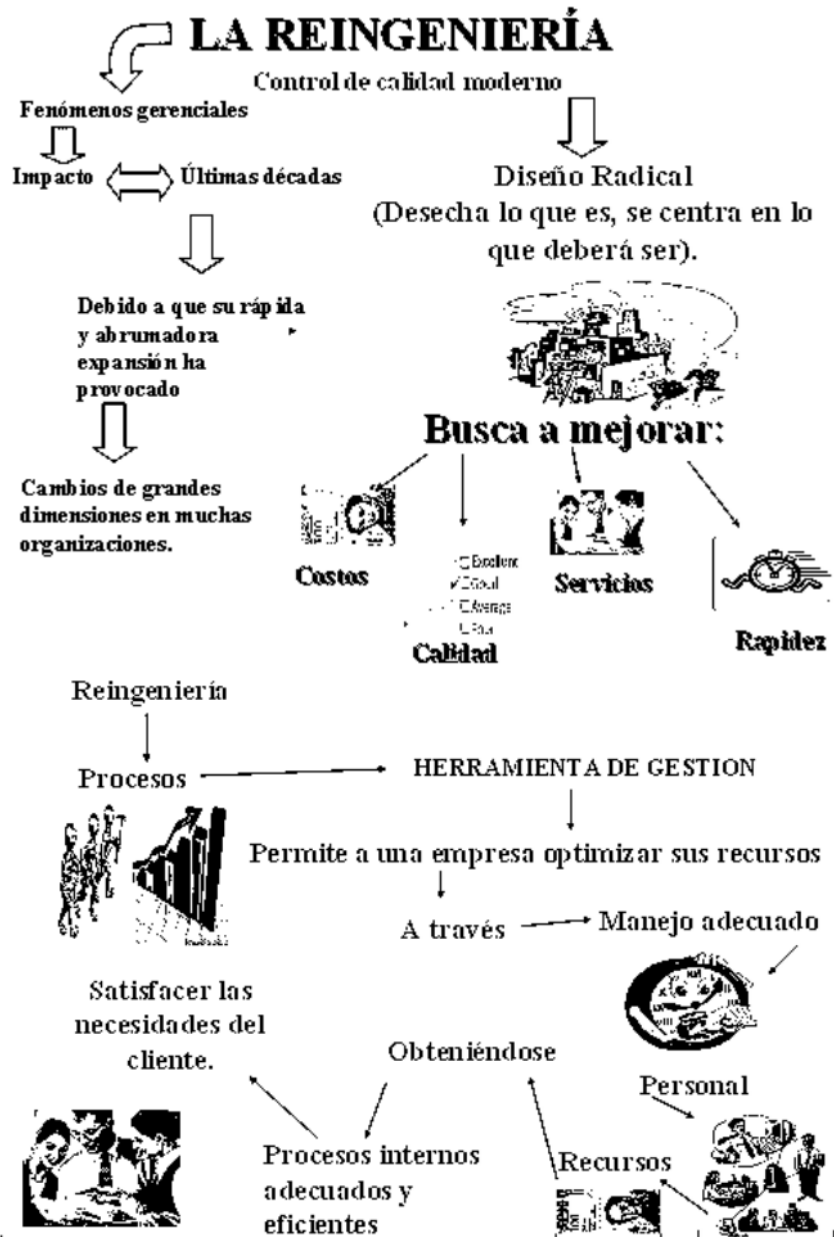 LA REINGENIERÍA
Control de calidad moderno
Fenómenos gerenciales
Impacto
Últimas décadas
Diseño Radical
(Desecha lo que es, se centra en lo
que deberá ser).
Debido a que su rápida
y abrumadora
expansión ha
provocado
Cambios de grandes
dimensiones en muchas
organizaciones.
Busca a mejorar:
Costos
Excellent
Good
Average
Calidad
Servicios
Rapidez
Reingeniería
Procesos
HERRAMIENTA DE GESTION
Permite a una empresa optimizar sus recursos
A través
Manejo adecuado
Satisfacer las
necesidades del
cliente.
Obteniéndose
Personal
Procesos internos
adecuados y
eficientes
Recursos